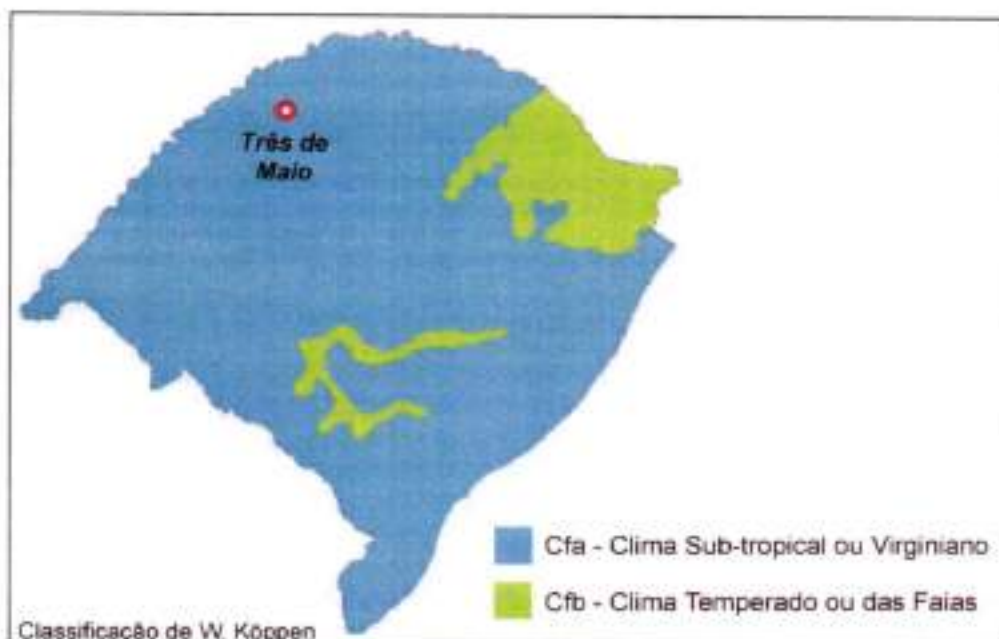 Três de
Maio
Cfa - Clima Sub-tropical ou Virginiano
Cfb - Clima Temperado ou das Faias
Classificação de W. Köppen